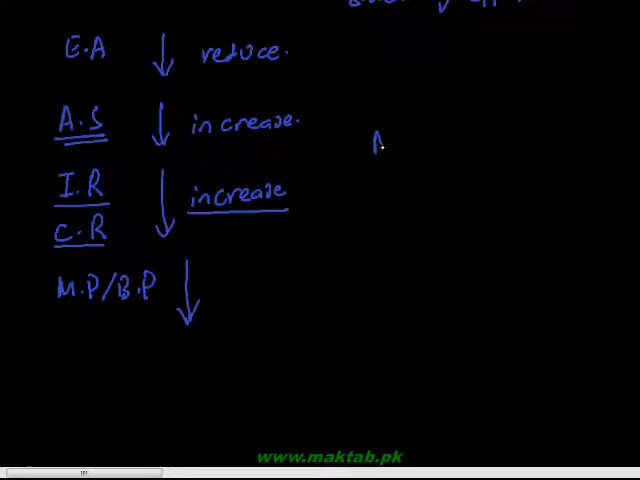 E.A ↓ reduce.
A.S ↓ increase.
I.R ↓ increase
C.R
M.P/B.P ↓
www.maktab.pk